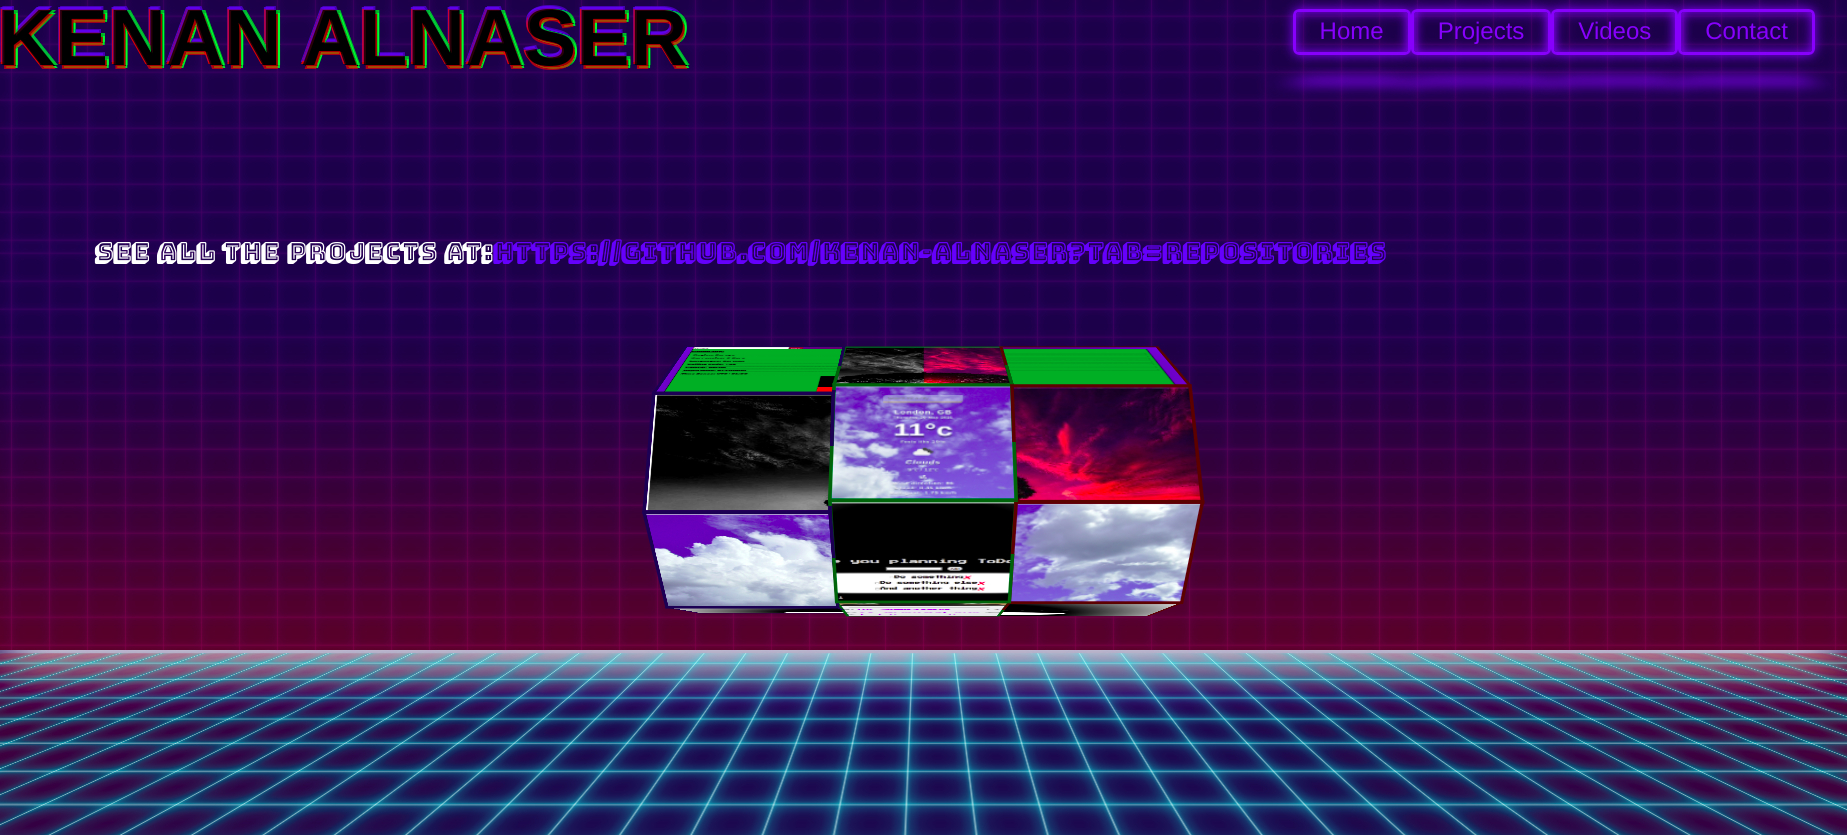 KENAN ALNASER
Home Projects Videos Contact
SEE ALL THE PROJECTS AT:HTTPS://GITHUB.COM/KENAN-ALNASER?TAB=REPOSITORIES
London, GB
11°c
Clouds
you planning ToDo
Do something x
Do something else x
And another thing x